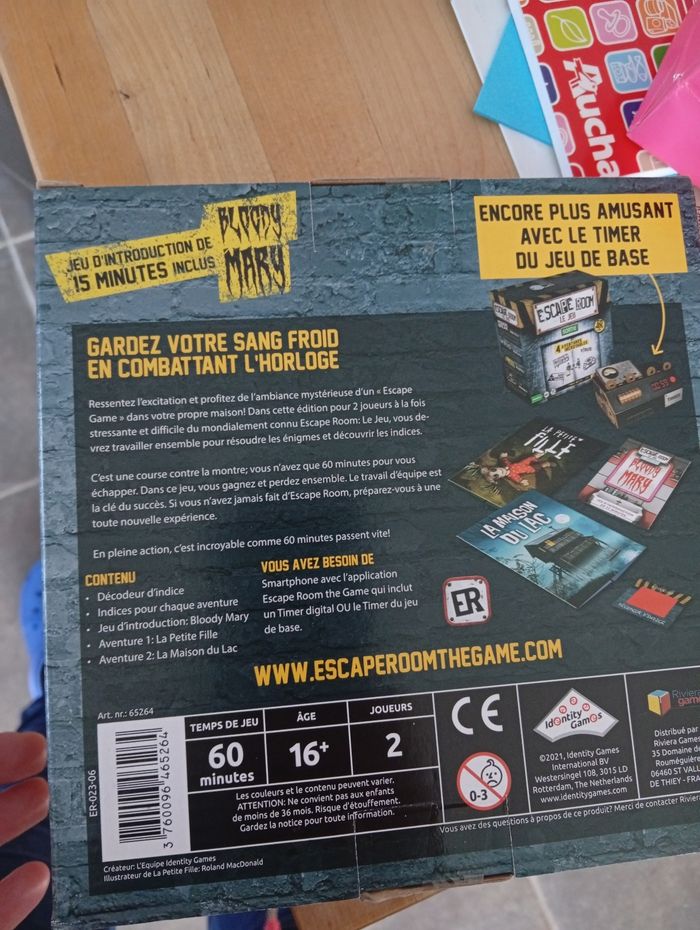 Aucha
JEU D'INTRODUCTION DE
15 MINUTES INCLUS
BLOODY
MARY
ENCORE PLUS AMUSANT
AVEC LE TIMER
DU JEU DE BASE
ESCAPE ROOM
LE JEU
4 AVENTURES
GARDEZ VOTRE SANG FROID
EN COMBATTANT L'HORLOGE
Ressentez l'excitation et profitez de l'ambiance mystérieuse d'un « Escape
Game » dans votre propre maison! Dans cette édition pour 2 joueurs à la fois
stressante et difficile du mondialement connu Escape Room: Le Jeu, vous de-
vrez travailler ensemble pour résoudre les énigmes et découvrir les indices.
C'est une course contre la montre; vous n'avez que 60 minutes pour vous
échapper. Dans ce jeu, vous gagnez et perdez ensemble. Le travail d'équipe est
la clé du succès. Si vous n'avez jamais fait d'Escape Room, préparez-vous à une
toute nouvelle expérience.
En pleine action, c'est incroyable comme 60 minutes passent vite!
LA PETITE
FILLE
ESCAPE ROOM
BLOODY
MARY
LA MAISON
DU LAC
DÉCODEUR D'INDICE
CONTENU
• Décodeur d'indice
• Indices pour chaque aventure
• Jeu d'introduction: Bloody Mary
• Aventure 1: La Petite Fille
• Aventure 2: La Maison du Lac
VOUS AVEZ BESOIN DE
Smartphone avec l'application
Escape Room the Game qui inclut
un Timer digital OU le Timer du jeu
de base.
ER
WWW.ESCAPEROOMTHEGAME.COM
Art. nr.: 65264
ER-023-06
3 760096 465264
TEMPS DE JEU
60
minutes
ÂGE
16+
JOUEURS
2
Les couleurs et le contenu peuvent varier.
ATTENTION: Ne convient pas aux enfants
de moins de 36 mois. Risque d'étouffement.
Gardez la notice pour toute information.
CE
0-3
Identity
Games
©2021, Identity Games
International BV
Westersingel 108, 3015 LD
Rotterdam, The Netherlands
www.identitygames.com
Riviera
game
Distribué par
Riviera Games
35 Domaine d
Rouméguière
06460 ST VALL
DE THIEY - FRA
Vous avez des questions à propos de ce produit? Merci de contacter Rivier
Créateur: L'Equipe Identity Games
Illustrateur de La Petite Fille: Roland MacDonald